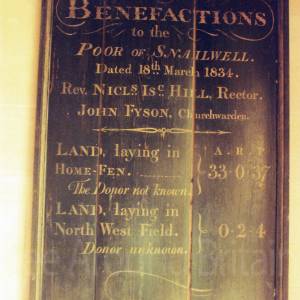 BENEFACTIONS
to the
POOR OF SNAILWELL.
Dated 18th March 1834.
Rev. NICLS. ISC. HILL, Rector.
JOHN FYSON, Churchwarden.
A. R. P.
LAND, laying in
HOME-FEN. 33·0·37
The Donor not known.
LAND, laying in
North West Field. 0·2·4
Donor unknown.